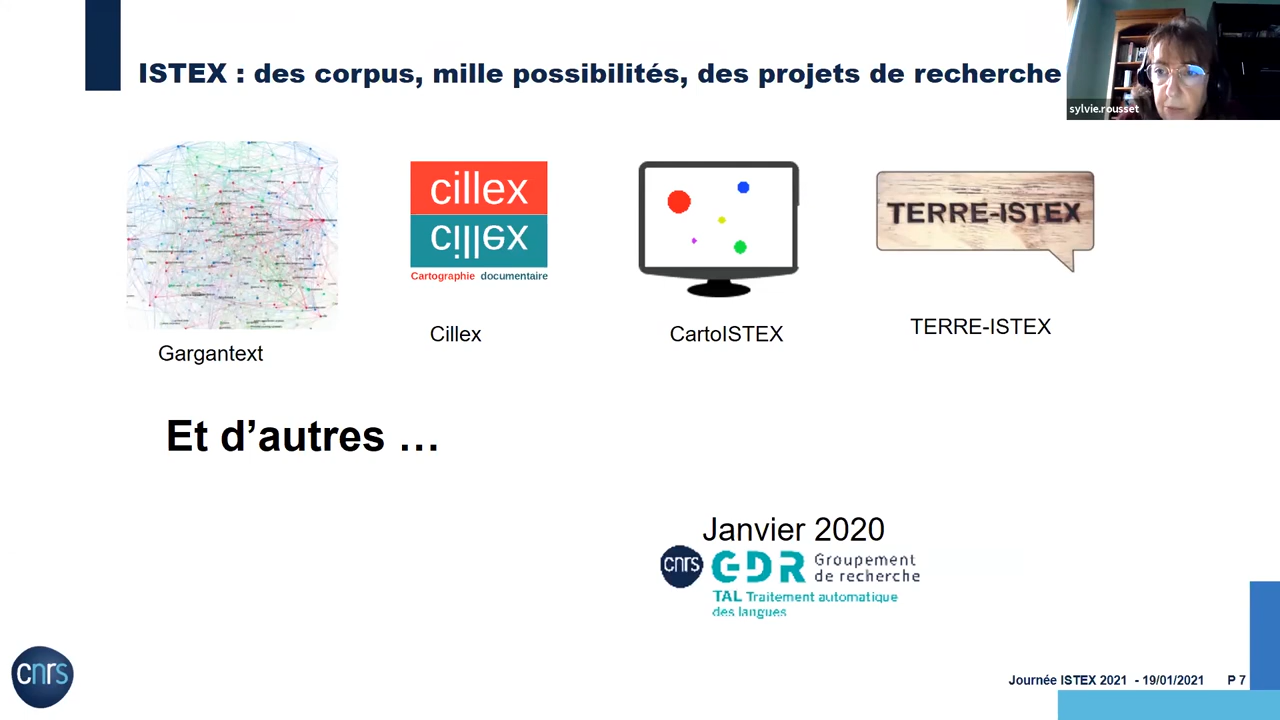 ISTEX : des corpus, mille possibilités, des projets de recherche
sylvie.rousset
cillex
cillex
Cartographie documentaire
TERRE-ISTEX
Gargantext
Cillex
CartoISTEX
TERRE-ISTEX
Et d’autres …
Janvier 2020
cnrs GDR Groupement
de recherche
TAL Traitement automatique
des langues
cnrs
Journée ISTEX 2021 - 19/01/2021 P 7